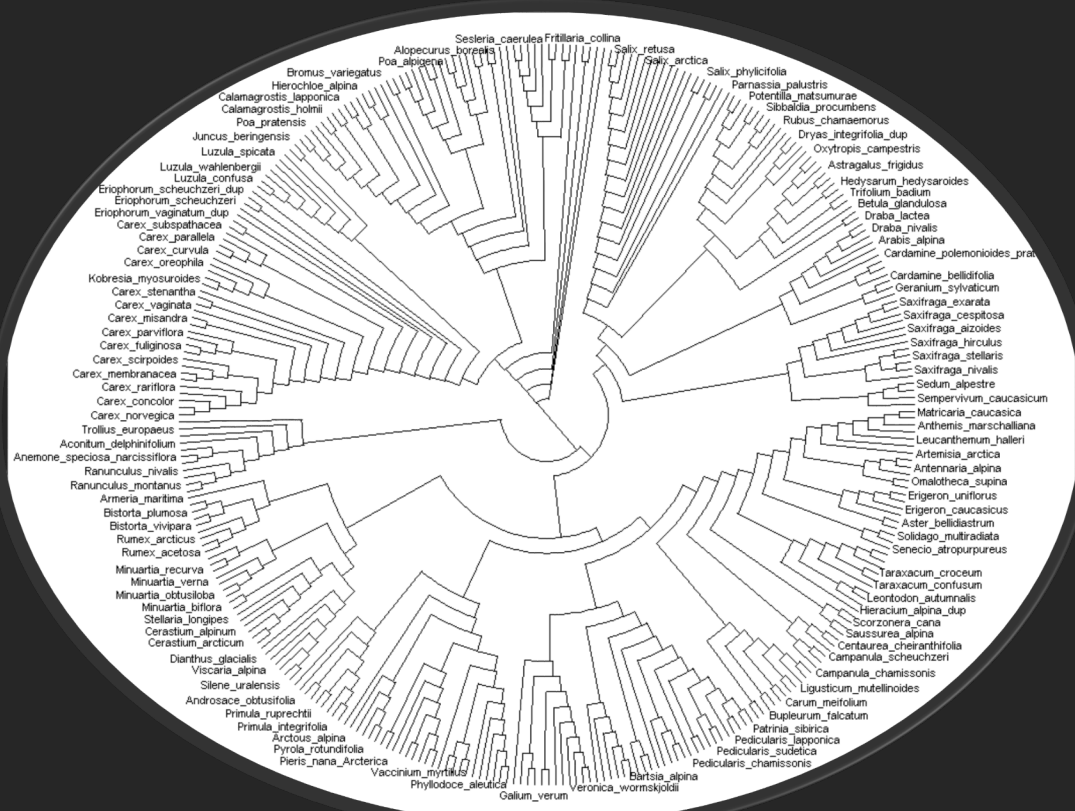 Sesleria_caerulea
Fritillaria_collina
Salix_retusa
Salix_arctica
Salix_phylicifolia
Parnassia_palustris
Potentilla_matsumurae
Sibbaldia_procumbens
Rubus_chamaemorus
Dryas_integrifolia_dup
Oxytropis_campestris
Astragalus_frigidus
Hedysarum_hedysaroides
Trifolium_badium
Betula_glandulosa
Draba_lactea
Draba_nivalis
Arabis_alpina
Cardamine_polemonioides_prat
Cardamine_bellidifolia
Geranium_sylvaticum
Saxifraga_exarata
Saxifraga_cespitosa
Saxifraga_aizoides
Saxifraga_hirculus
Saxifraga_stellaris
Saxifraga_nivalis
Sedum_alpestre
Sempervivum_caucasicum
Matricaria_caucasica
Anthemis_marschalliana
Leucanthemum_halleri
Artemisia_arctica
Antennaria_alpina
Omalotheca_supina
Erigeron_uniflorus
Erigeron_caucasicus
Aster_bellidiastrum
Solidago_multiradiata
Senecio_atropurpureus
Taraxacum_croceum
Taraxacum_confusum
Leontodon_autumnalis
Hieracium_alpina_dup
Scorzonera_cana
Saussurea_alpina
Centaurea_cheiranthifolia
Campanula_scheuchzeri
Campanula_chamissonis
Ligusticum_mutellinoides
Carum_meifolium
Bupleurum_falcatum
Patrinia_sibirica
Pedicularis_lapponica
Pedicularis_sudetica
Pedicularis_chamissonis
Bartsia_alpina
Veronica_wormskjoldii
Galium_verum
Phyllodoce_aleutica
Vaccinium_myrtillus
Pieris_nana_Arcterica
Pyrola_rotundifolia
Arctous_alpina
Primula_integrifolia
Primula_ruprechtii
Androsace_obtusifolia
Silene_uralensis
Viscaria_alpina
Dianthus_glacialis
Cerastium_arcticum
Cerastium_alpinum
Stellaria_longipes
Minuartia_biflora
Minuartia_obtusiloba
Minuartia_verna
Minuartia_recurva
Rumex_acetosa
Rumex_arcticus
Bistorta_vivipara
Bistorta_plumosa
Armeria_maritima
Ranunculus_montanus
Ranunculus_nivalis
Anemone_speciosa_narcissiflora
Aconitum_delphinifolium
Trollius_europaeus
Carex_norvegica
Carex_concolor
Carex_rariflora
Carex_membranacea
Carex_scirpoides
Carex_fuliginosa
Carex_parviflora
Carex_misandra
Carex_vaginata
Carex_stenantha
Kobresia_myosuroides
Carex_oreophila
Carex_curvula
Carex_parallela
Carex_subspathacea
Eriophorum_vaginatum_dup
Eriophorum_scheuchzeri
Eriophorum_scheuchzeri_dup
Luzula_confusa
Luzula_wahlenbergii
Luzula_spicata
Juncus_beringensis
Poa_pratensis
Calamagrostis_holmii
Calamagrostis_lapponica
Hierochloe_alpina
Bromus_variegatus
Poa_alpigena
Alopecurus_borealis